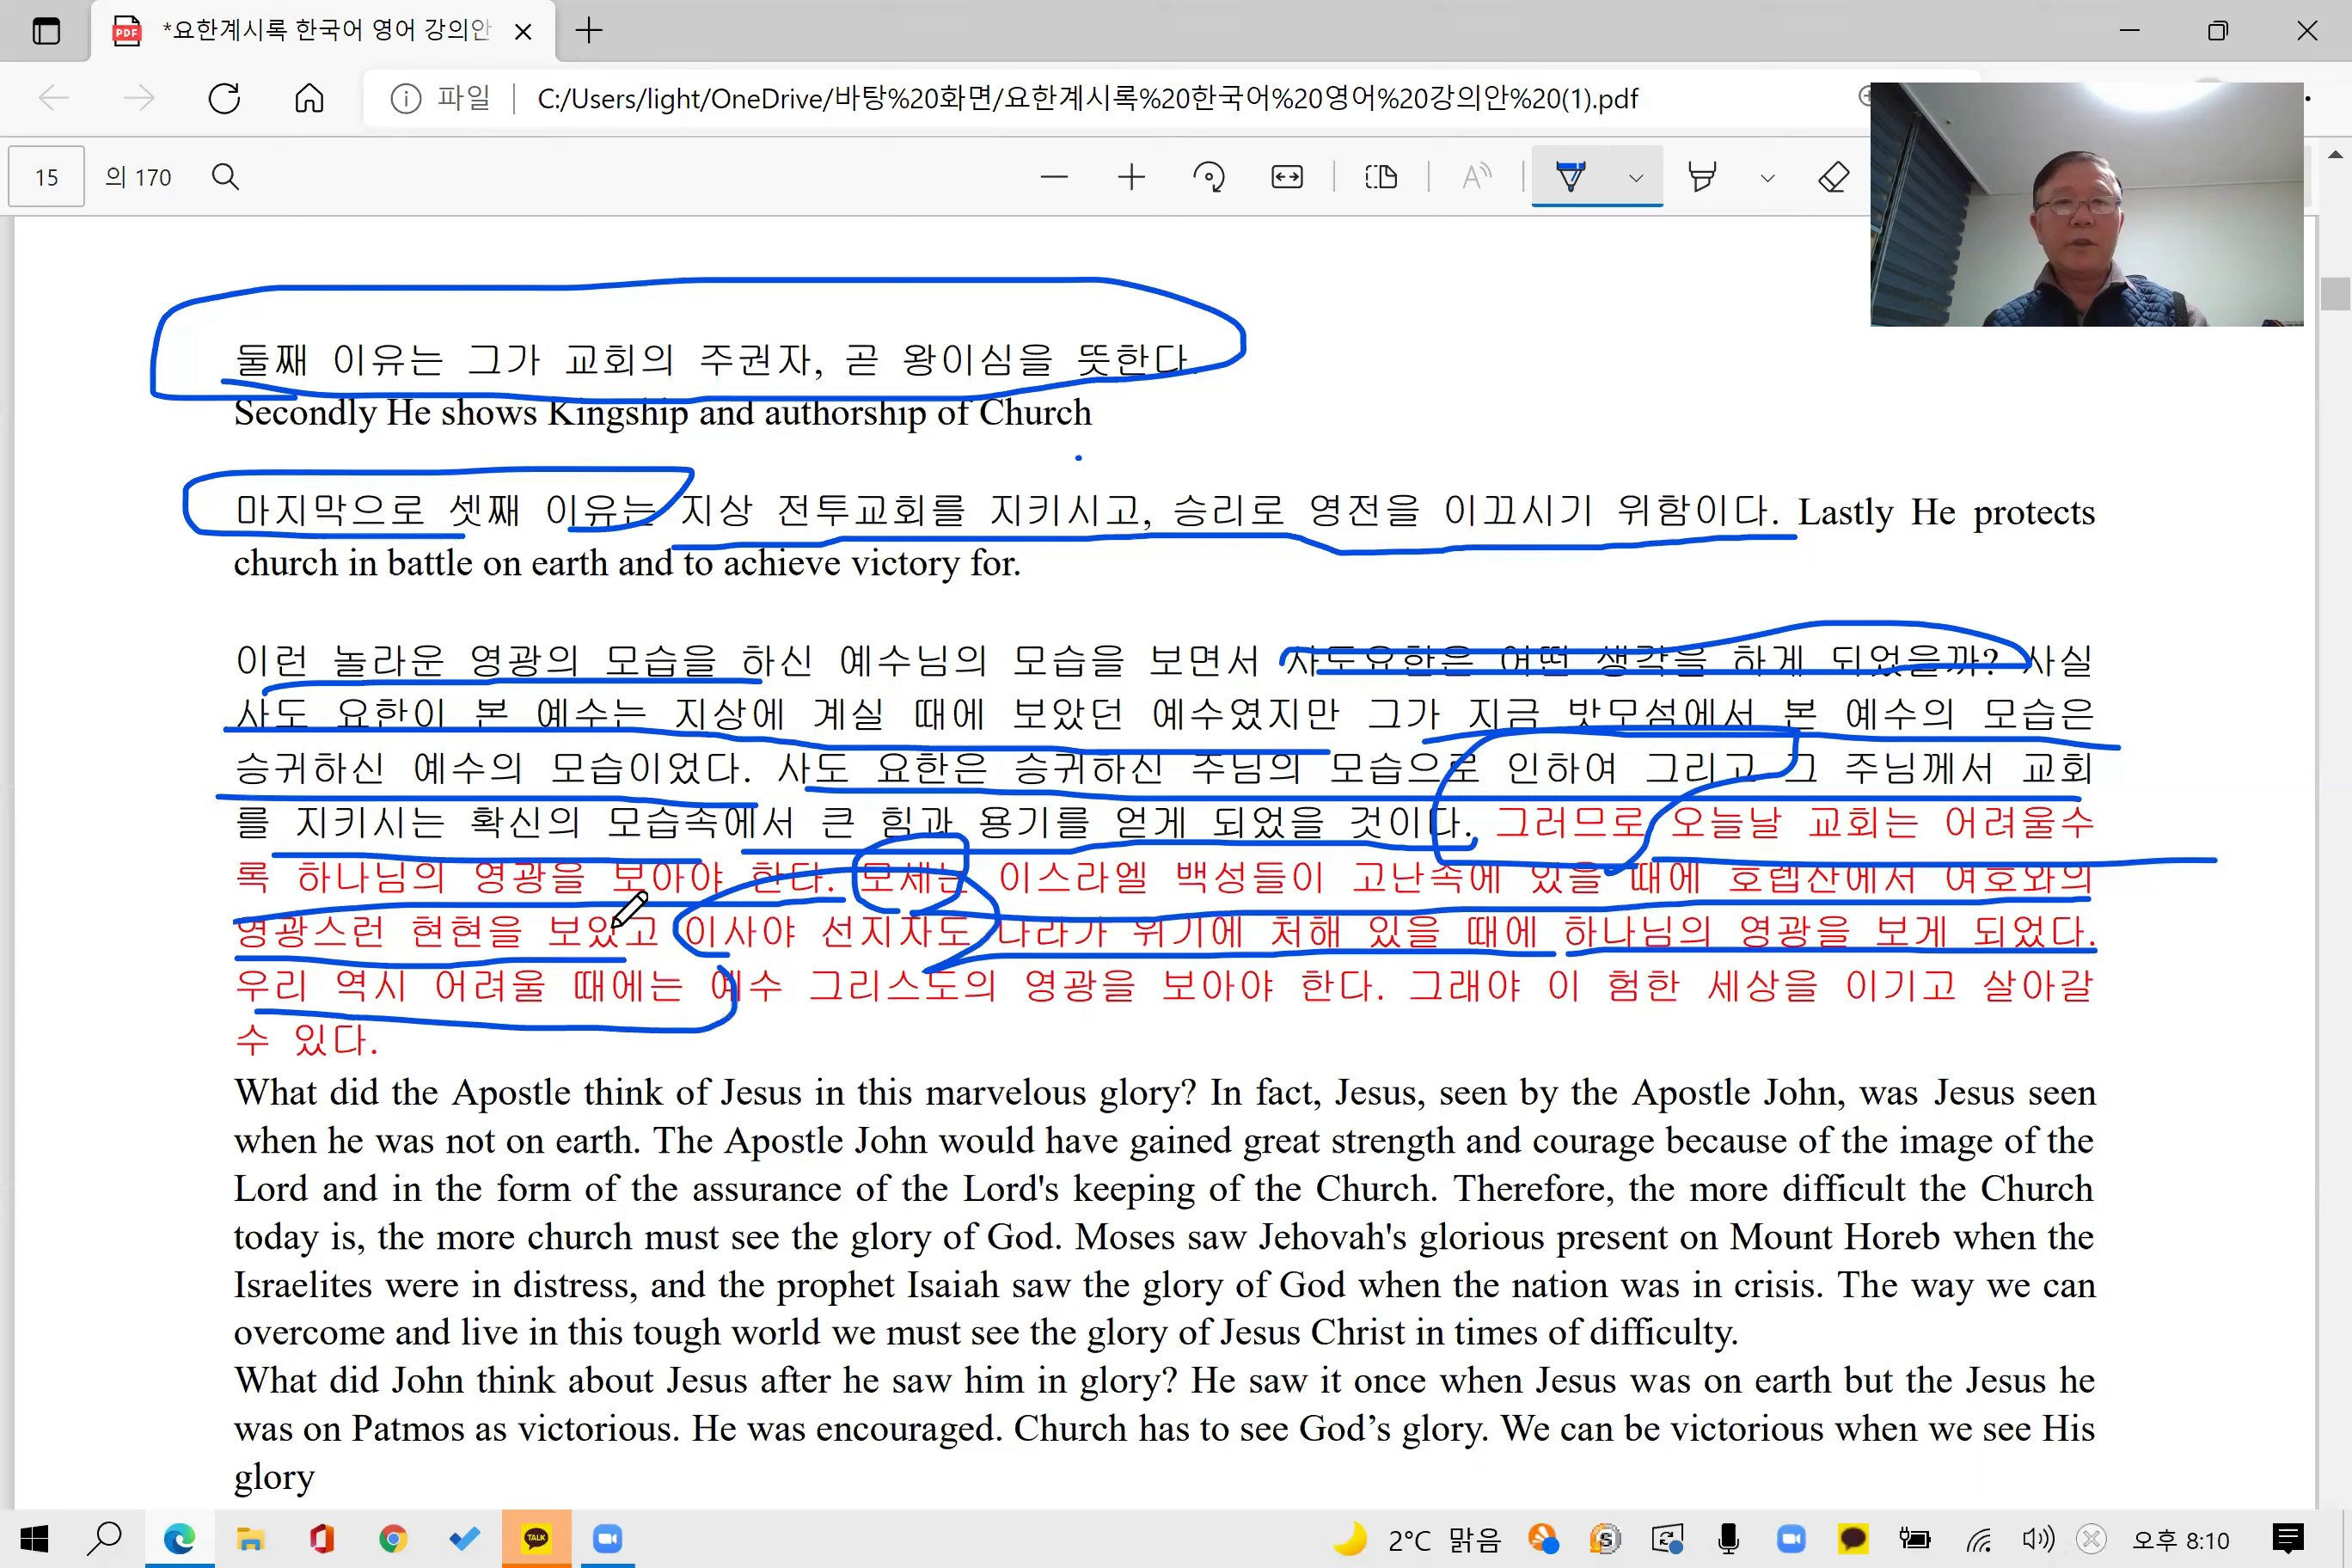 *요한계시록 한국어 영어 강의안
파일 C:/Users/light/OneDrive/바탕%20화면/요한계시록%20한국어%20영어%20강의안%20(1).pdf
15 의 170
둘째 이유는 그가 교회의 주권자, 곧 왕이심을 뜻한다.
Secondly He shows Kingship and authorship of Church
마지막으로 셋째 이유는 지상 전투교회를 지키시고, 승리로 영전을 이끄시기 위함이다. Lastly He protects
church in battle on earth and to achieve victory for.
이런 놀라운 영광의 모습을 하신 예수님의 모습을 보면서 사도요한은 어떤 생각을 하게 되었을까? 사실
사도 요한이 본 예수는 지상에 계실 때에 보았던 예수였지만 그가 지금 밧모섬에서 본 예수의 모습은
승귀하신 예수의 모습이었다. 사도 요한은 승귀하신 주님의 모습으로 인하여 그리고 그 주님께서 교회
를 지키시는 확신의 모습속에서 큰 힘과 용기를 얻게 되었을 것이다. 그러므로 오늘날 교회는 어려울수
록 하나님의 영광을 보아야 한다. 모세는 이스라엘 백성들이 고난속에 있을 때에 호렙산에서 여호와의
영광스런 현현을 보았고 이사야 선지자도 나라가 위기에 처해 있을 때에 하나님의 영광을 보게 되었다.
우리 역시 어려울 때에는 예수 그리스도의 영광을 보아야 한다. 그래야 이 험한 세상을 이기고 살아갈
수 있다.
What did the Apostle think of Jesus in this marvelous glory? In fact, Jesus, seen by the Apostle John, was Jesus seen
when he was not on earth. The Apostle John would have gained great strength and courage because of the image of the
Lord and in the form of the assurance of the Lord's keeping of the Church. Therefore, the more difficult the Church
today is, the more church must see the glory of God. Moses saw Jehovah's glorious present on Mount Horeb when the
Israelites were in distress, and the prophet Isaiah saw the glory of God when the nation was in crisis. The way we can
overcome and live in this tough world we must see the glory of Jesus Christ in times of difficulty.
What did John think about Jesus after he saw him in glory? He saw it once when Jesus was on earth but the Jesus he
was on Patmos as victorious. He was encouraged. Church has to see God’s glory. We can be victorious when we see His
glory
TALK
2°C 맑음
오후 8:10